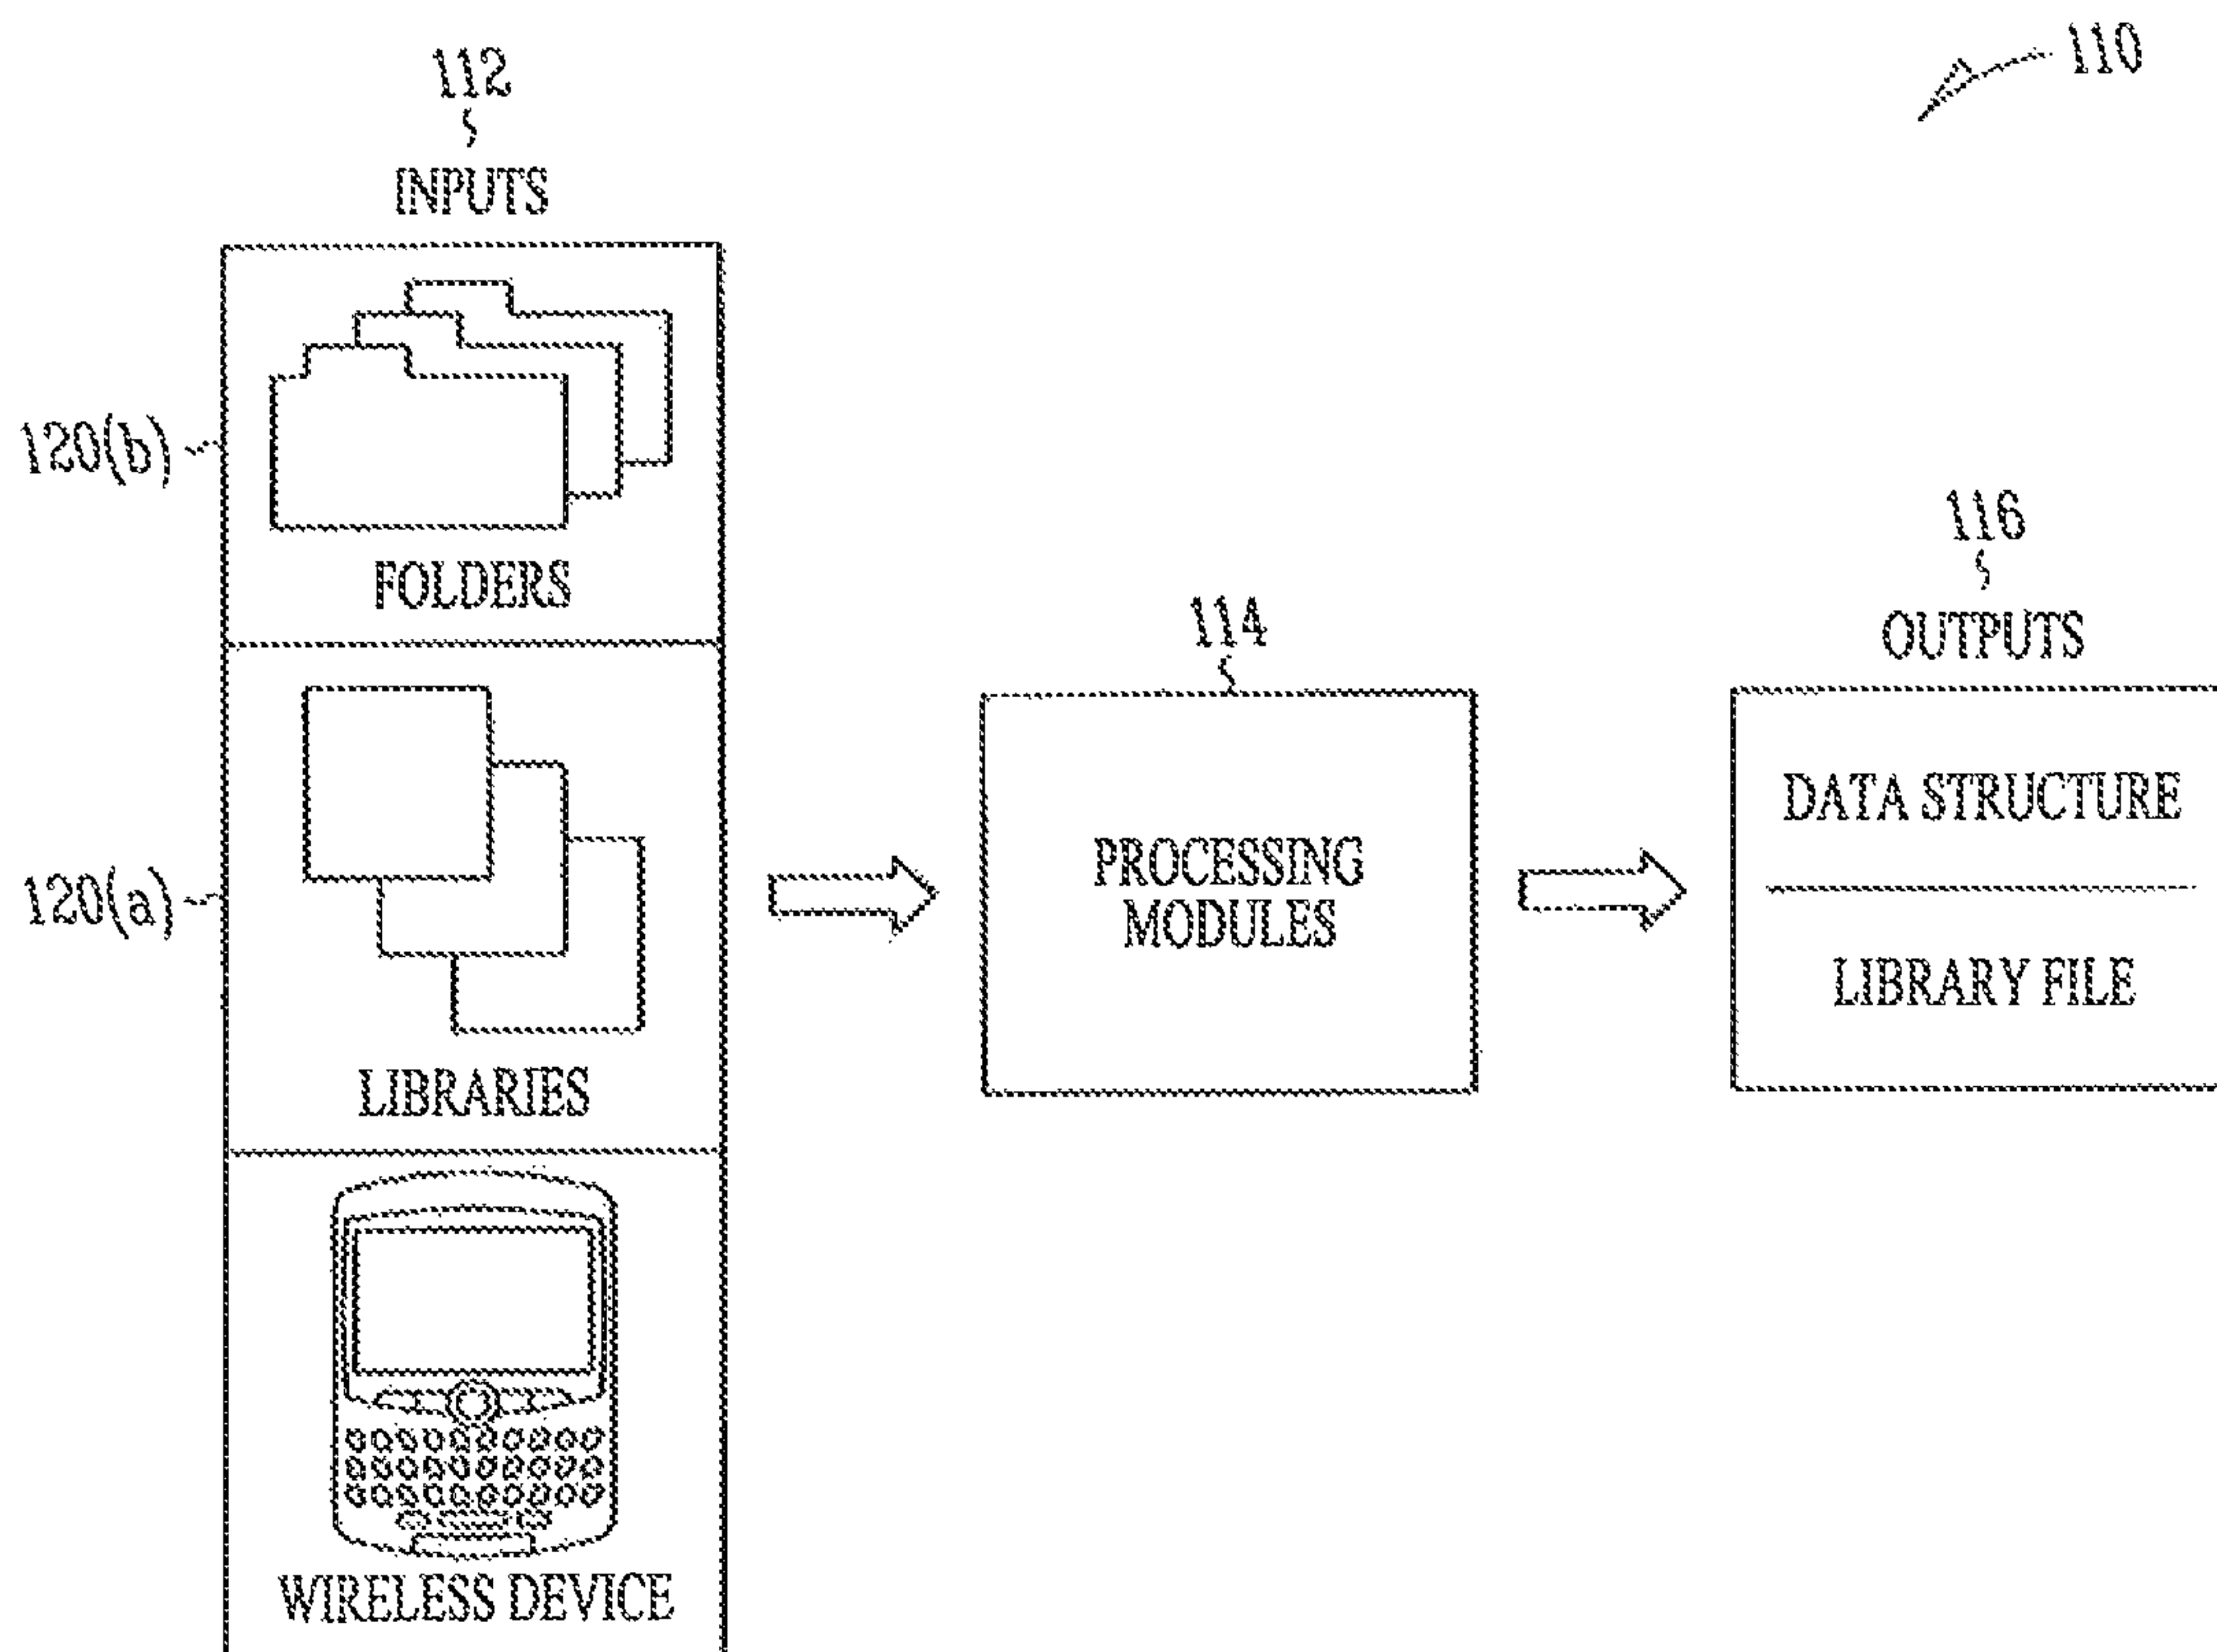 110
112
INPUTS
120(b)
FOLDERS
120(a)
LIBRARIES
WIRELESS DEVICE
114
PROCESSING
MODULES
116
OUTPUTS
DATA STRUCTURE
LIBRARY FILE